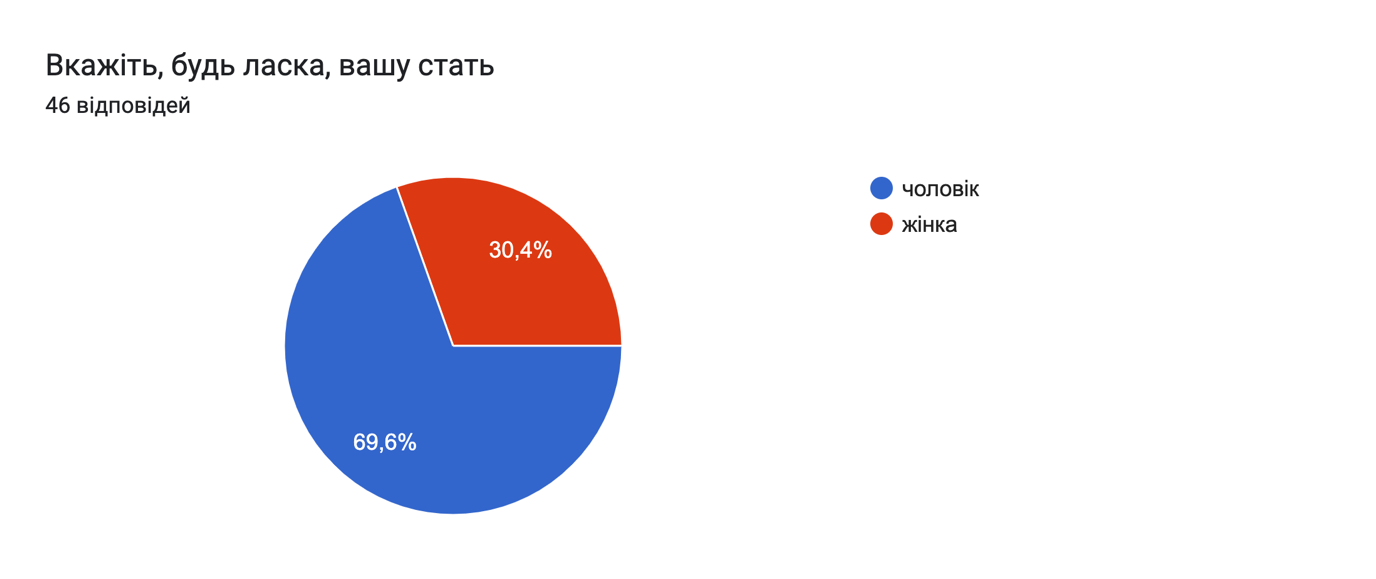 Вкажіть, будь ласка, вашу стать
46 відповідей
чоловік
жінка
30,4%
69,6%